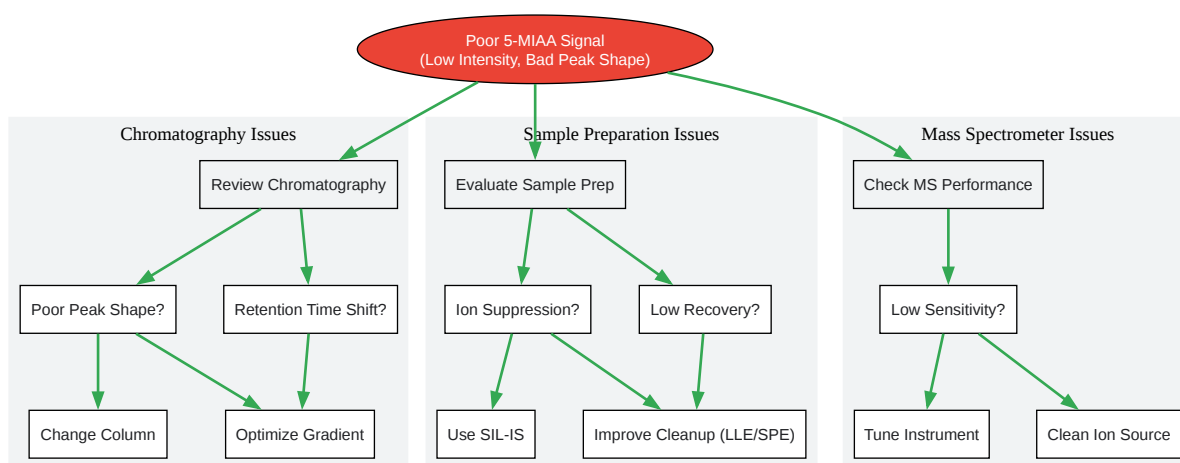 Poor 5-MIAA Signal
(Low Intensity, Bad Peak Shape)
Chromatography Issues
Sample Preparation Issues
Mass Spectrometer Issues
Review Chromatography
Evaluate Sample Prep
Check MS Performance
Poor Peak Shape?
Retention Time Shift?
Ion Suppression?
Low Recovery?
Low Sensitivity?
Change Column
Optimize Gradient
Use SIL-IS
Improve Cleanup (LLE/SPE)
Tune Instrument
Clean Ion Source